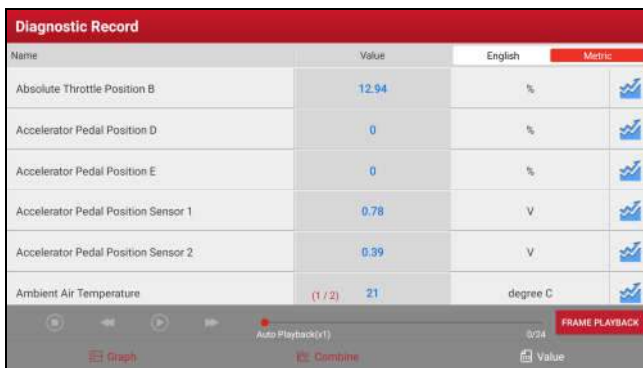 Diagnostic Record
Name Value English Metric
Absolute Throttle Position B 12.94 %
Accelerator Pedal Position D 0 %
Accelerator Pedal Position E 0 %
Accelerator Pedal Position Sensor 1 0.78 V
Accelerator Pedal Position Sensor 2 0.39 V
Ambient Air Temperature (1 / 2) 21 degree C
Auto Playback(x1) 0/24 FRAME PLAYBACK
Graph Combine Value